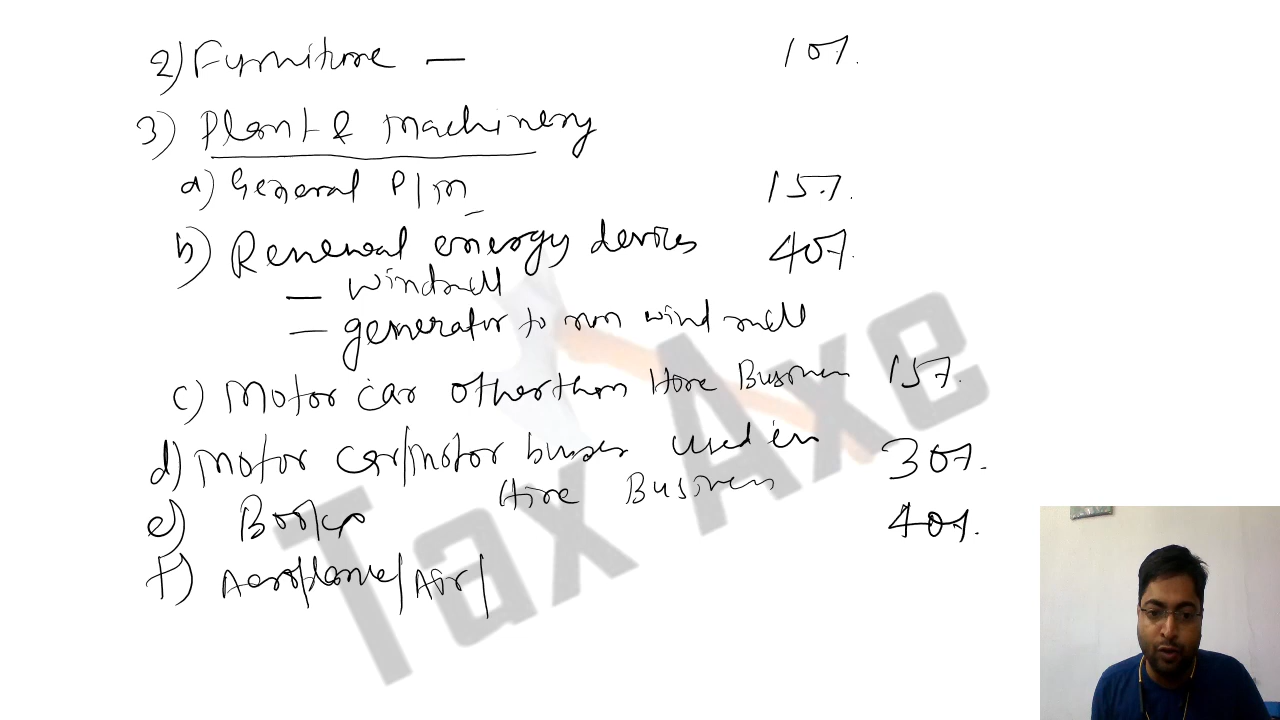 2) Furniture — 10%.
3) Plant & Machinery
a) General P/M 15%.
b) Renewal energy devices 40%.
— windmill
— generator to run wind mill
c) Motor car other than Hire Business 15%.
d) Motor car/motor buses used in 30%.
Hire Business
e) Books 40%.
f) Aeroplane/Air/
Tax Axe